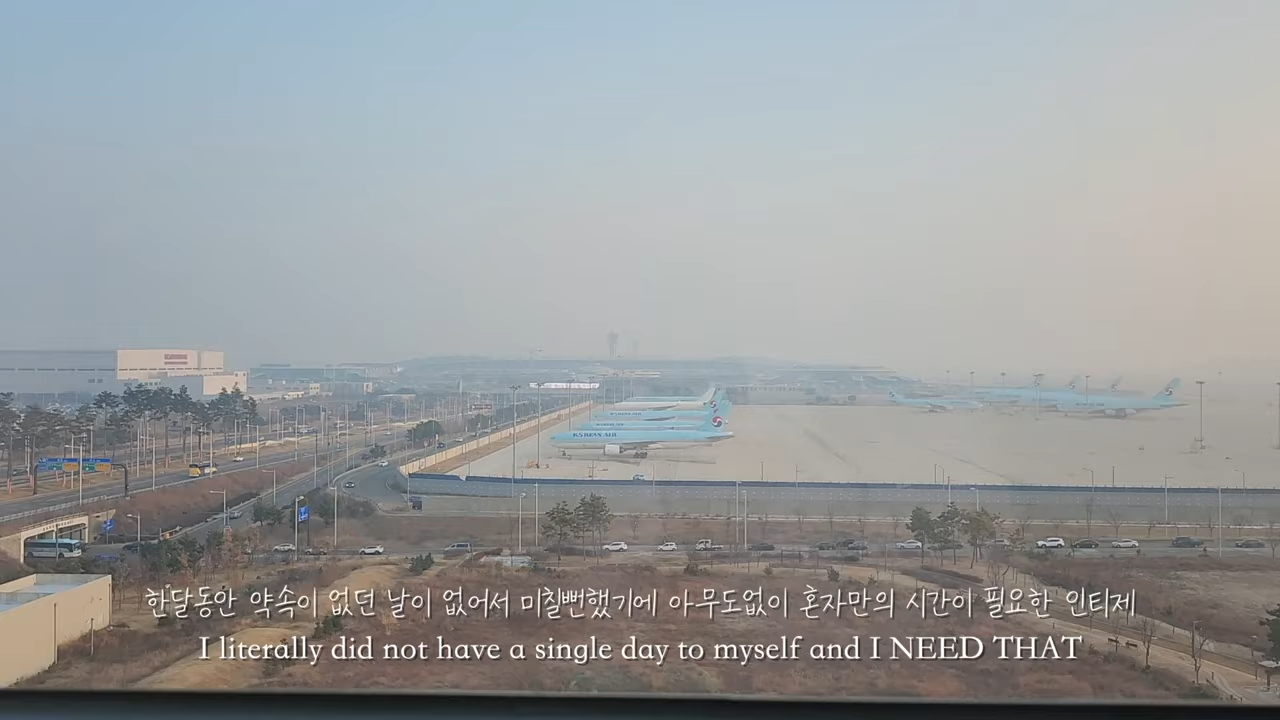 KOREAN AIR
한달동안 약속이 없던 날이 없어서 미칠뻔했기에 아무도없이 혼자만의 시간이 필요한 인티제
I literally did not have a single day to myself and I NEED THAT